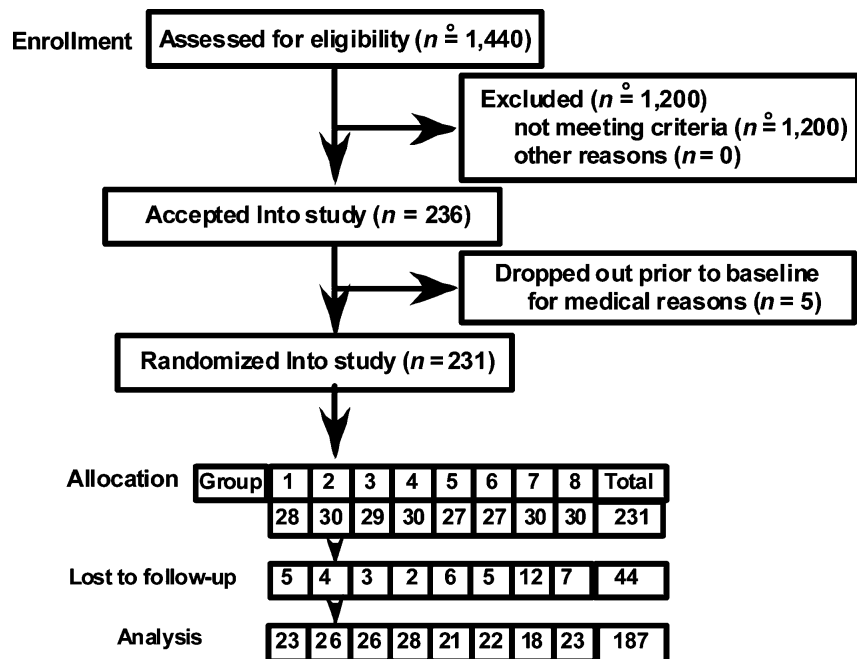 Enrollment
Assessed for eligibility (n ≗ 1,440)
Excluded (n ≗ 1,200)
not meeting criteria (n ≗ 1,200)
other reasons (n = 0)
Accepted Into study (n = 236)
Dropped out prior to baseline
for medical reasons (n = 5)
Randomized Into study (n = 231)
Allocation Group 1 2 3 4 5 6 7 8 Total
28 30 29 30 27 27 30 30 231
Lost to follow-up 5 4 3 2 6 5 12 7 44
Analysis 23 26 26 28 21 22 18 23 187